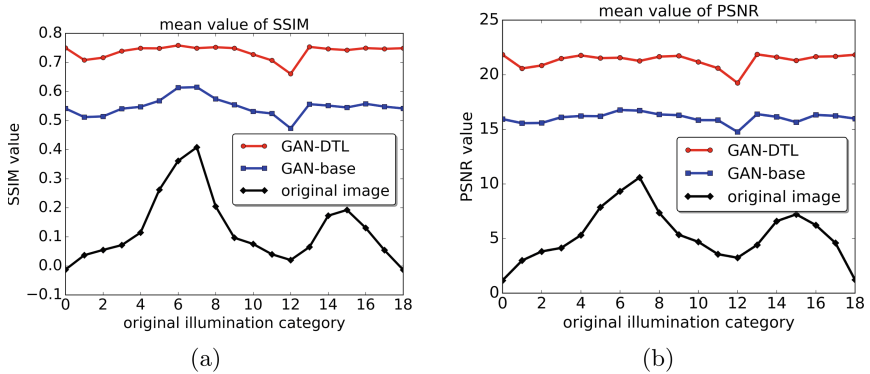 mean value of SSIM
0.8
0.7
0.6
0.5
0.4
0.3
0.2
0.1
0.0
−0.1
SSIM value
GAN-DTL
GAN-base
original image
0 2 4 6 8 10 12 14 16 18
original illumination category
(a)
mean value of PSNR
25
20
15
10
5
0
PSNR value
GAN-DTL
GAN-base
original image
0 2 4 6 8 10 12 14 16 18
original illumination category
(b)